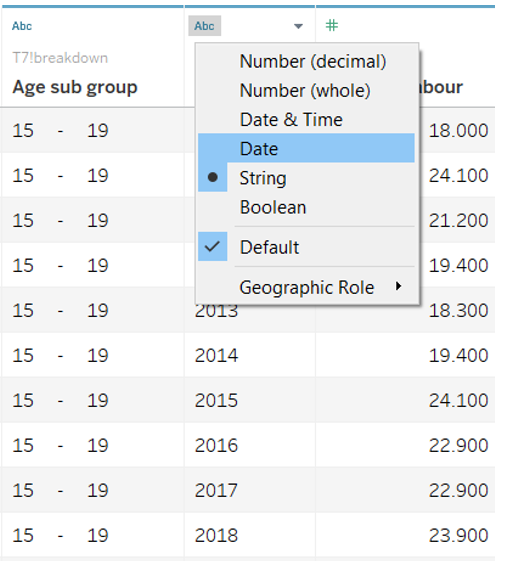 Abc Abc #
T7!breakdown
Age sub group bour
Number (decimal)
Number (whole)
Date & Time
Date
String
Boolean
Default
Geographic Role
15 - 19 18.000
15 - 19 24.100
15 - 19 21.200
15 - 19 19.400
15 - 19 2013 18.300
15 - 19 2014 19.400
15 - 19 2015 24.100
15 - 19 2016 22.900
15 - 19 2017 22.900
15 - 19 2018 23.900